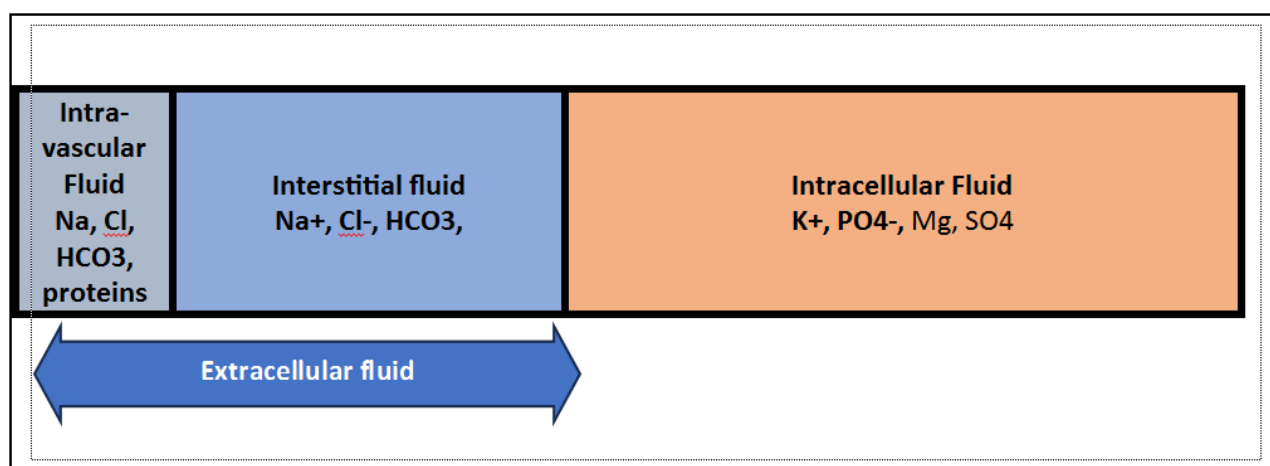 Intra-
vascular
Fluid
Na, Cl,
HCO3,
proteins
Interstitial fluid
Na+, Cl-, HCO3,
Intracellular Fluid
K+, PO4-, Mg, SO4
Extracellular fluid